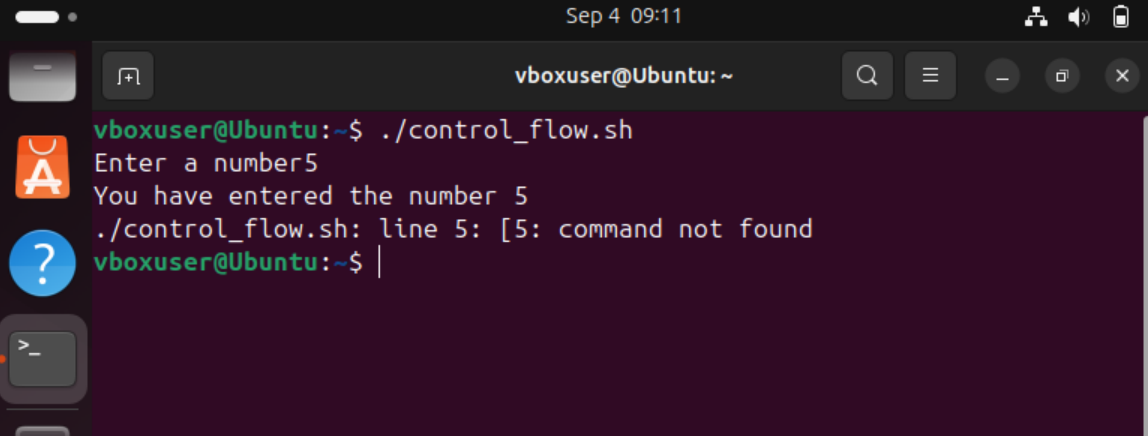 Sep 4 09:11
vboxuser@Ubuntu: ~
vboxuser@Ubuntu:~$ ./control_flow.sh
Enter a number5
You have entered the number 5
./control_flow.sh: line 5: [5: command not found
vboxuser@Ubuntu:~$